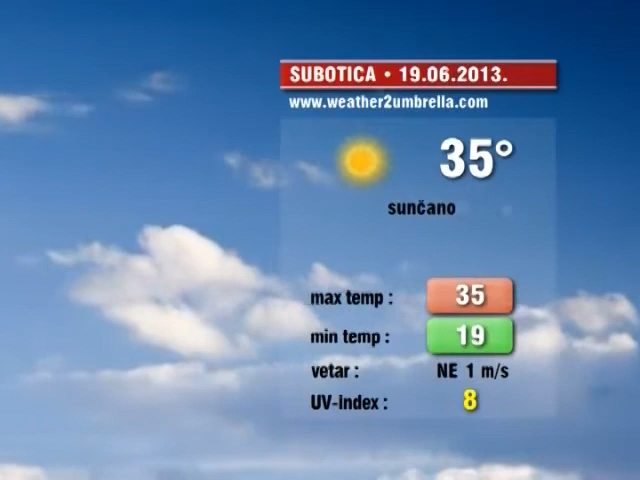 SUBOTICA • 19.06.2013.
www.weather2umbrella.com
35°
sunčano
max temp : 35
min temp : 19
vetar : NE 1 m/s
UV-index : 8